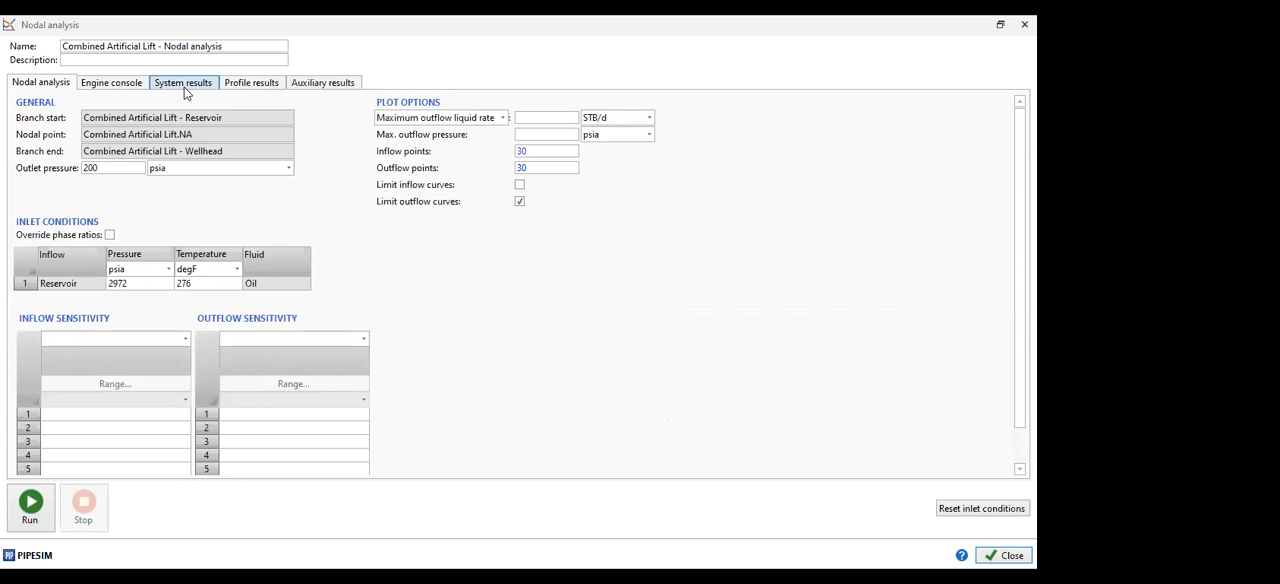 Nodal analysis
Name: Combined Artificial Lift - Nodal analysis
Description:
Nodal analysis Engine console System results Profile results Auxiliary results
GENERAL
Branch start: Combined Artificial Lift - Reservoir
Nodal point: Combined Artificial Lift.NA
Branch end: Combined Artificial Lift - Wellhead
Outlet pressure: 200 psia
PLOT OPTIONS
Maximum outflow liquid rate : STB/d
Max. outflow pressure: psia
Inflow points: 30
Outflow points: 30
Limit inflow curves:
Limit outflow curves:
INLET CONDITIONS
Override phase ratios:
Inflow Pressure Temperature Fluid
psia degF
1 Reservoir 2972 276 Oil
INFLOW SENSITIVITY OUTFLOW SENSITIVITY
Range... Range...
1 1
2 2
3 3
4 4
5 5
Run Stop Reset inlet conditions
PIP PIPESIM ? Close